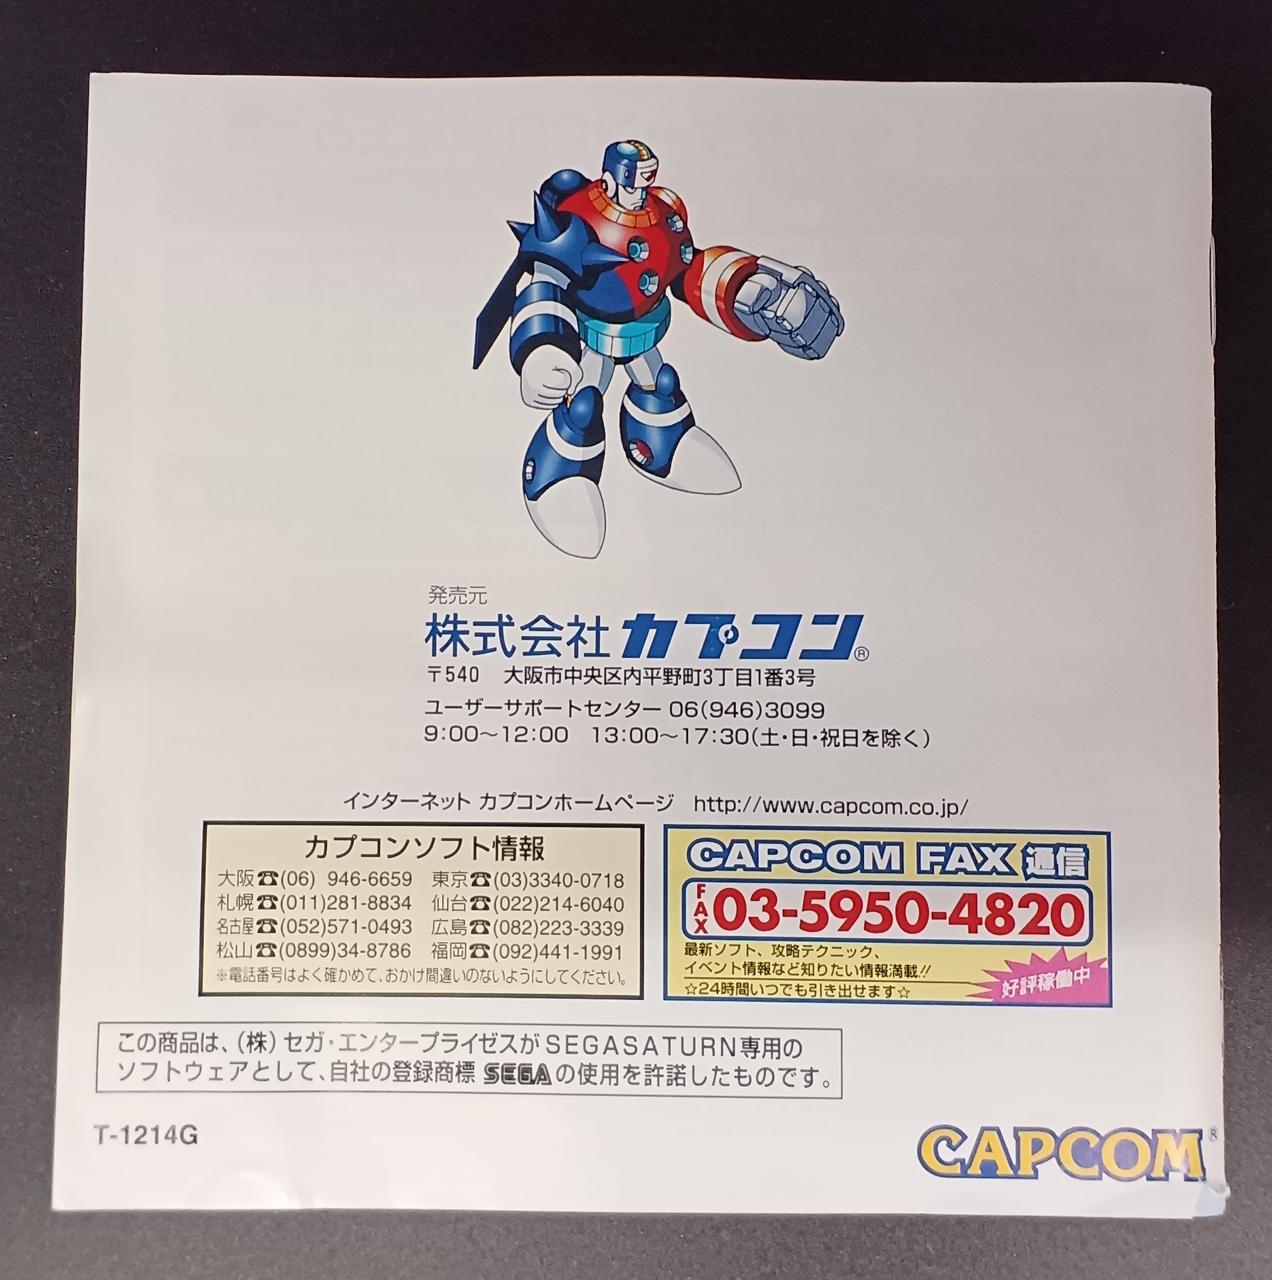 発売元
株式会社 カプコン®
〒540 大阪市中央区内平野町3丁目1番3号
ユーザーサポートセンター 06(946)3099
9:00～12:00 13:00～17:30(土・日・祝日を除く)
インターネット カプコンホームページ http://www.capcom.co.jp/
カプコンソフト情報
大阪☎(06) 946-6659 東京☎(03)3340-0718
札幌☎(011)281-8834 仙台☎(022)214-6040
名古屋☎(052)571-0493 広島☎(082)223-3339
松山☎(0899)34-8786 福岡☎(092)441-1991
※電話番号はよく確かめて、おかけ間違いのないようにしてください。
CAPCOM FAX 通信
FAX 03-5950-4820
最新ソフト、攻略テクニック、
イベント情報など知りたい情報満載!!
☆24時間いつでも引き出せます☆
好評稼働中
この商品は、(株)セガ・エンタープライゼスがSEGASATURN専用の
ソフトウェアとして、自社の登録商標 SEGA の使用を許諾したものです。
T-1214G
CAPCOM®